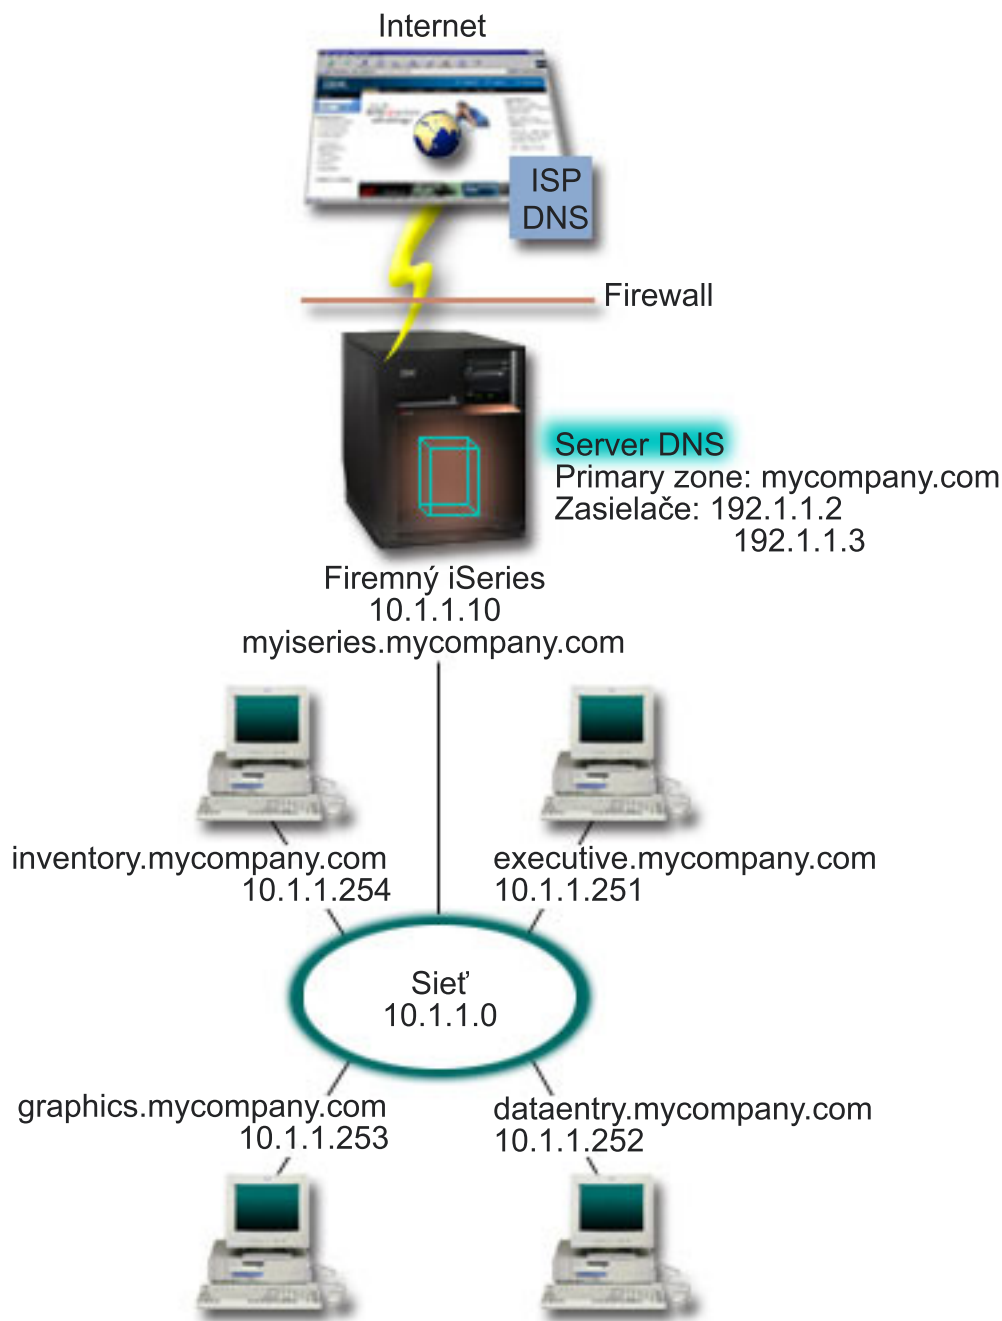 Internet
ISP
DNS
Firewall
Server DNS
Primary zone: mycompany.com
Zasielače: 192.1.1.2
192.1.1.3
Firemný iSeries
10.1.1.10
myiseries.mycompany.com
inventory.mycompany.com
10.1.1.254
executive.mycompany.com
10.1.1.251
Sieť
10.1.1.0
graphics.mycompany.com
10.1.1.253
dataentry.mycompany.com
10.1.1.252